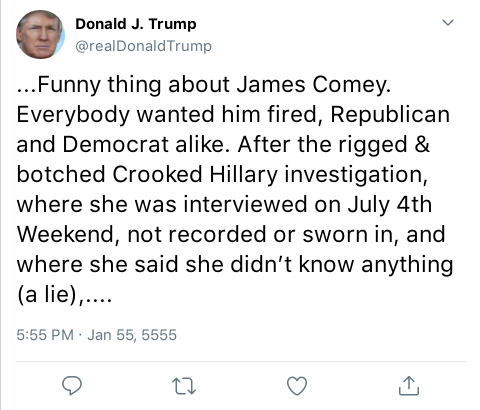 Donald J. Trump
@realDonaldTrump
...Funny thing about James Comey.
Everybody wanted him fired, Republican
and Democrat alike. After the rigged &
botched Crooked Hillary investigation,
where she was interviewed on July 4th
Weekend, not recorded or sworn in, and
where she said she didn’t know anything
(a lie),....
5:55 PM · Jan 55, 5555